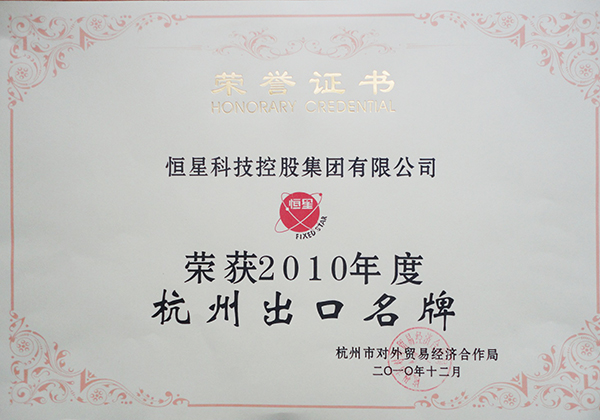 荣誉证书
HONORARY CREDENTIAL
恒星科技控股集团有限公司
恒星
FIXED STAR
荣获2010年度
杭州出口名牌
杭州市对外贸易经济合作局
二〇一〇年十二月